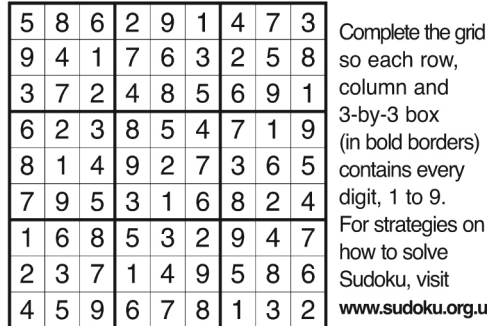 5 8 6 2 9 1 4 7 3
9 4 1 7 6 3 2 5 8
3 7 2 4 8 5 6 9 1
6 2 3 8 5 4 7 1 9
8 1 4 9 2 7 3 6 5
7 9 5 3 1 6 8 2 4
1 6 8 5 3 2 9 4 7
2 3 7 1 4 9 5 8 6
4 5 9 6 7 8 1 3 2
Complete the grid
so each row,
column and
3-by-3 box
(in bold borders)
contains every
digit, 1 to 9.
For strategies on
how to solve
Sudoku, visit
www.sudoku.org.u